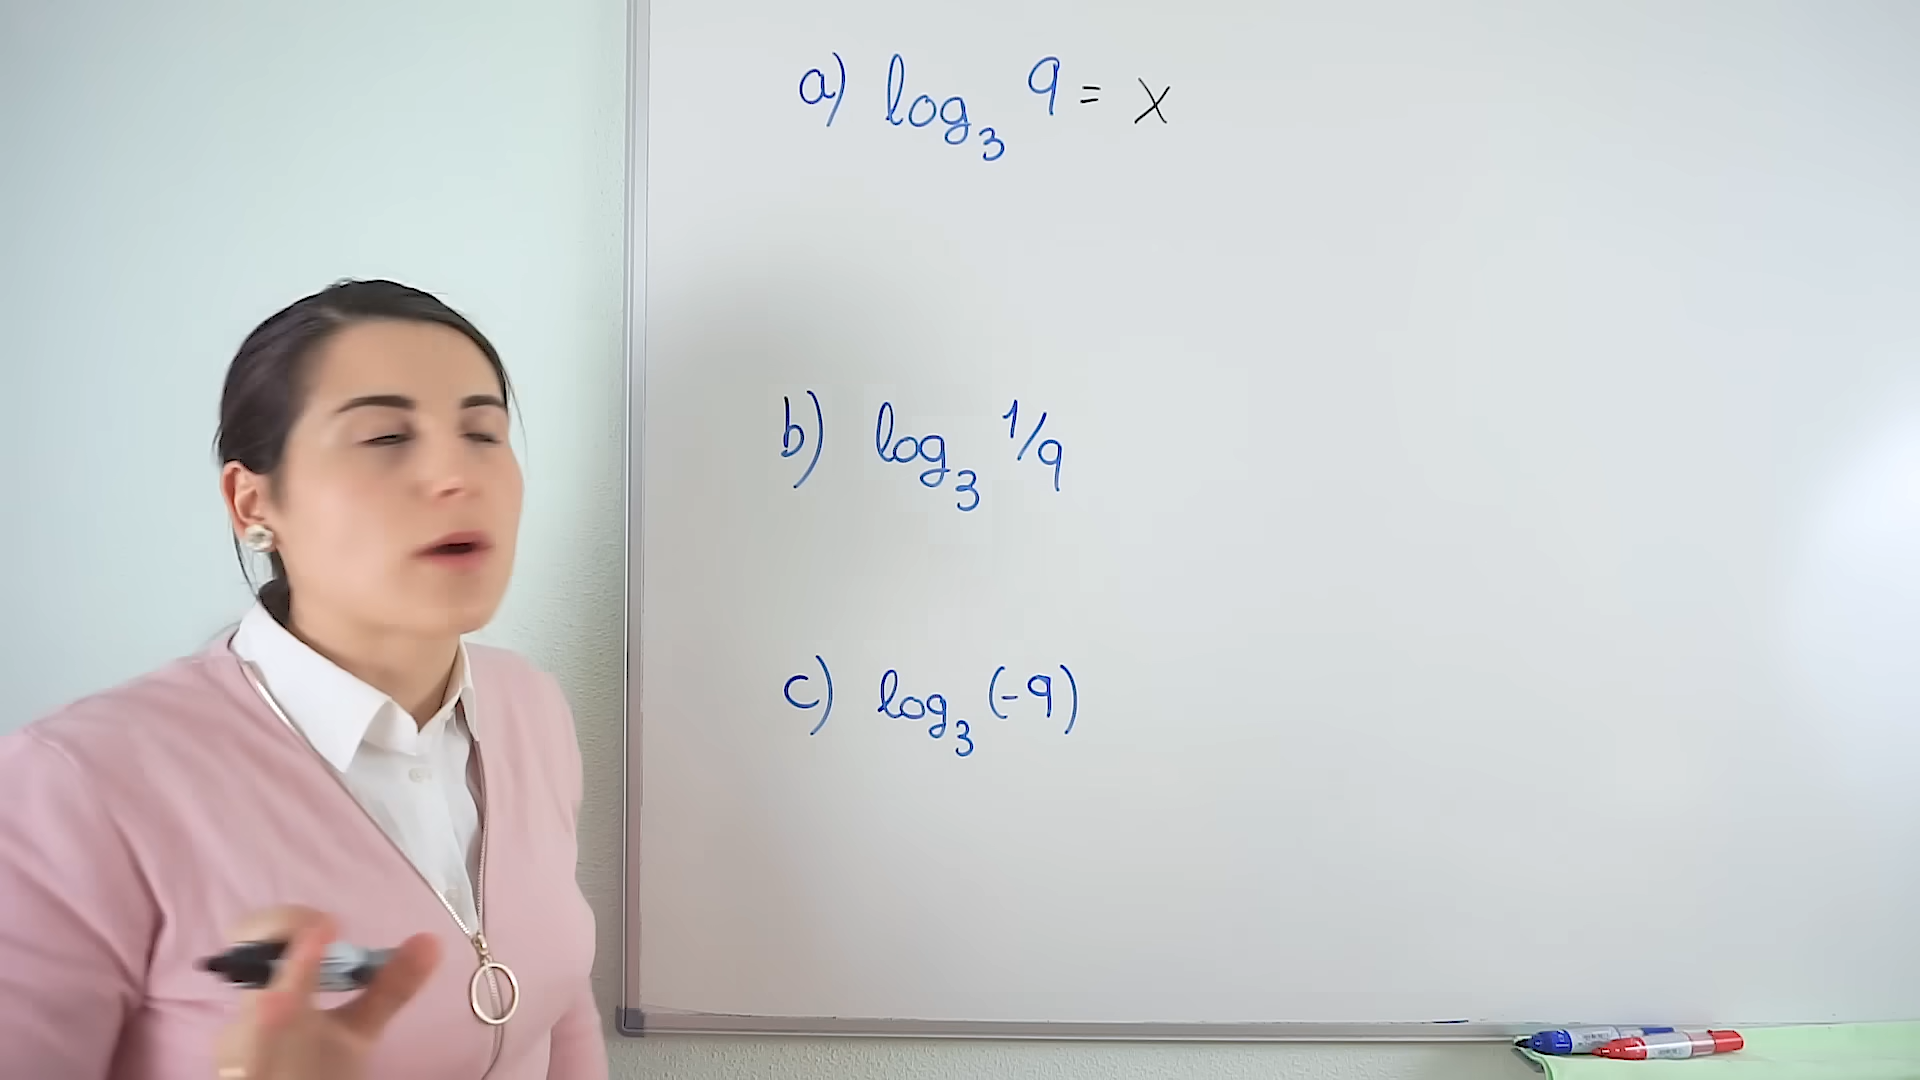 a) log₃ 9 = x
b) log₃ 1/9
c) log₃ (-9)